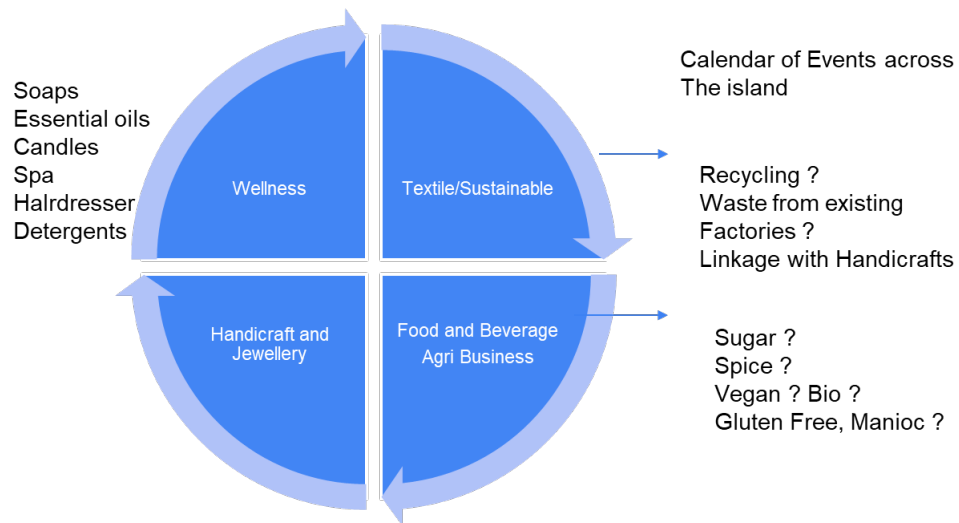 Soaps
Essential oils
Candles
Spa
Halrdresser
Detergents
Wellness
Textile/Sustainable
Calendar of Events across
The island
Recycling ?
Waste from existing
Factories ?
Linkage with Handicrafts
Handicraft and
Jewellery
Food and Beverage
Agri Business
Sugar ?
Spice ?
Vegan ? Bio ?
Gluten Free, Manioc ?